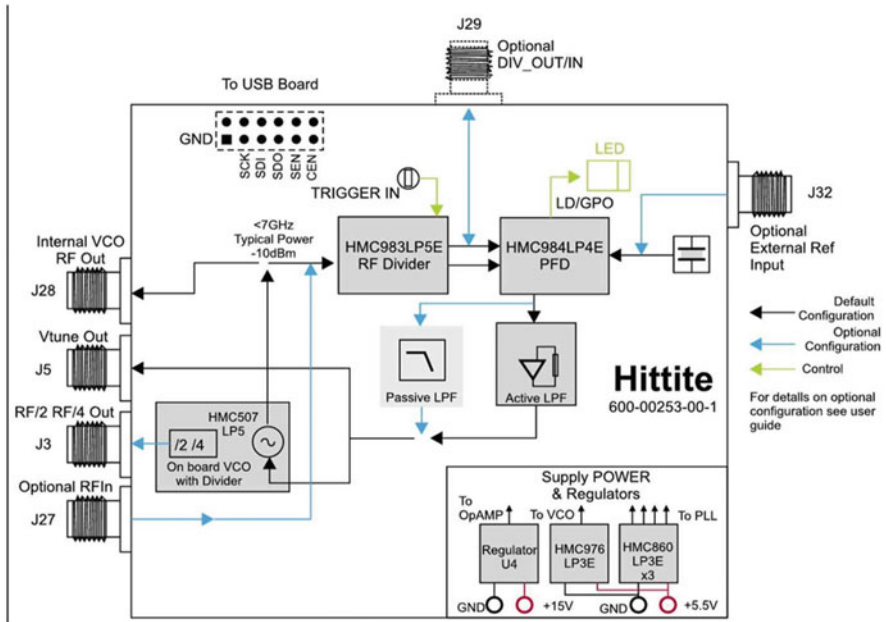 J29
Optional
DIV_OUT/IN
To USB Board
GND
SCK
SDI
SDO
SEN
CEN
TRIGGER IN
LED
LD/GPO
J32
Optional
External Ref
Input
<7GHz
Typical Power
-10dBm
HMC983LP5E
RF Divider
HMC984LP4E
PFD
Internal VCO
RF Out
J28
Vtune Out
J5
RF/2 RF/4 Out
J3
Optional RFIn
J27
HMC507
LP5
/2 /4
On board VCO
with Divider
Passive LPF
Active LPF
Hittite
600-00253-00-1
Default
Configuration
Optional
Configuration
Control
For details on optional
configuration see user
guide
Supply POWER
& Regulators
To
OpAMP
To VCO
To PLL
Regulator
U4
HMC976
LP3E
HMC860
LP3E
x3
GND
+15V
GND
+5.5V